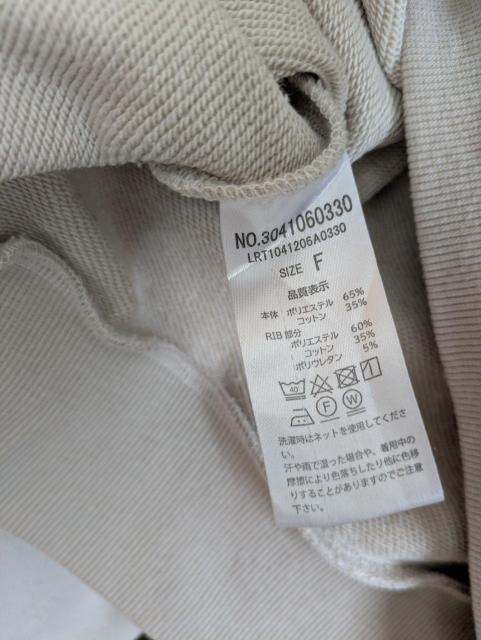 NO.3041060330
LRT1041206A0330
SIZE F
品質表示
本体 ポリエステル 65%
コットン 35%
RIB部分
ポリエステル 60%
コットン 35%
ポリウレタン 5%
40
F W
洗濯時はネットを使用してくださ
い。
汗や雨で湿った場合や、着用中の
摩擦により色落ちしたり他に色移
りすることがありますのでご注意
下さい。